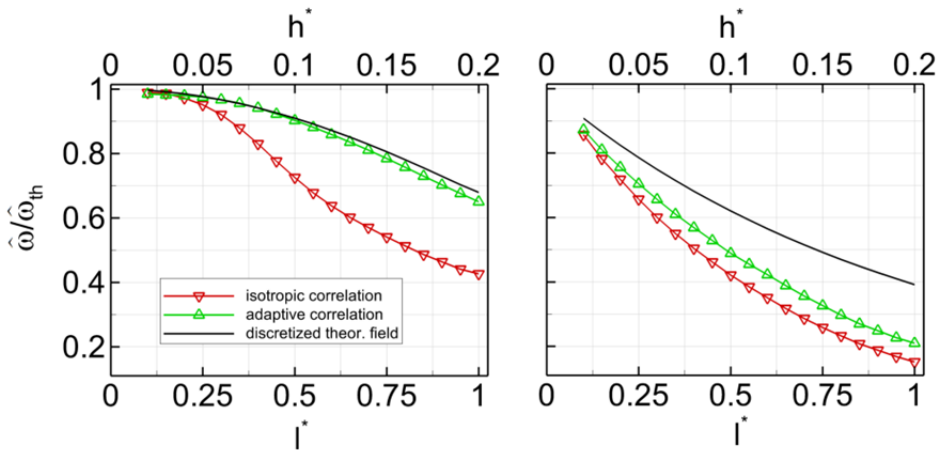 h* h*
0 0.05 0.1 0.15 0.2 0 0.05 0.1 0.15 0.2
1
0.8
0.6
0.4
0.2
ω̂/ω̂th
isotropic correlation
adaptive correlation
discretized theor. field
0 0.25 0.5 0.75 1 0 0.25 0.5 0.75 1
l* l*